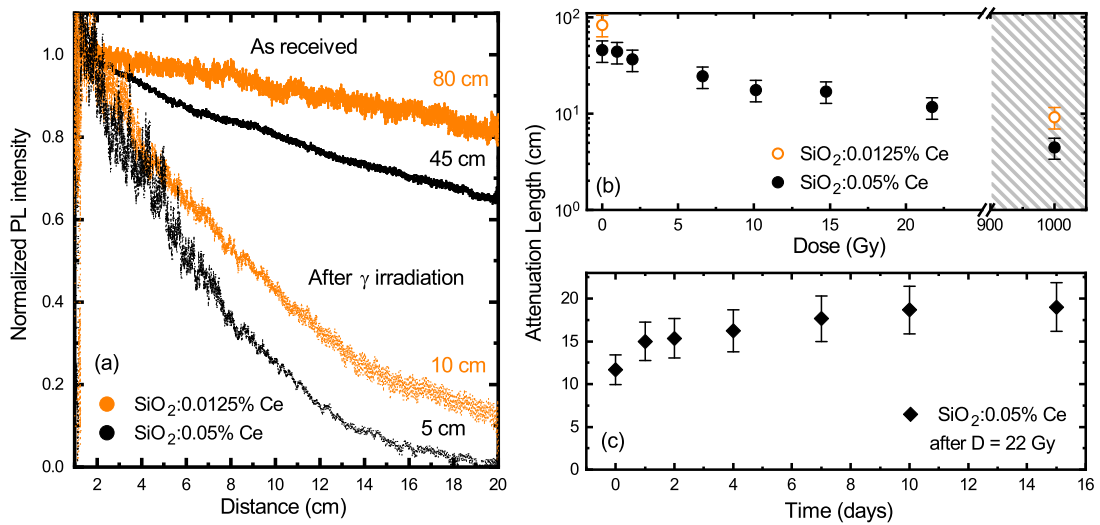 As received
80 cm
45 cm
After γ irradiation
10 cm
5 cm
(a)
SiO2:0.0125% Ce
SiO2:0.05% Ce
1.0
0.8
0.6
0.4
0.2
0.0
Normalized PL intensity
2 4 6 8 10 12 14 16 18 20
Distance (cm)
10^2
10^1
10^0
(b)
SiO2:0.0125% Ce
SiO2:0.05% Ce
0 5 10 15 20 900 1000
Dose (Gy)
Attenuation Length (cm)
20
15
10
5
0
(c)
SiO2:0.05% Ce
after D = 22 Gy
0 2 4 6 8 10 12 14 16
Time (days)